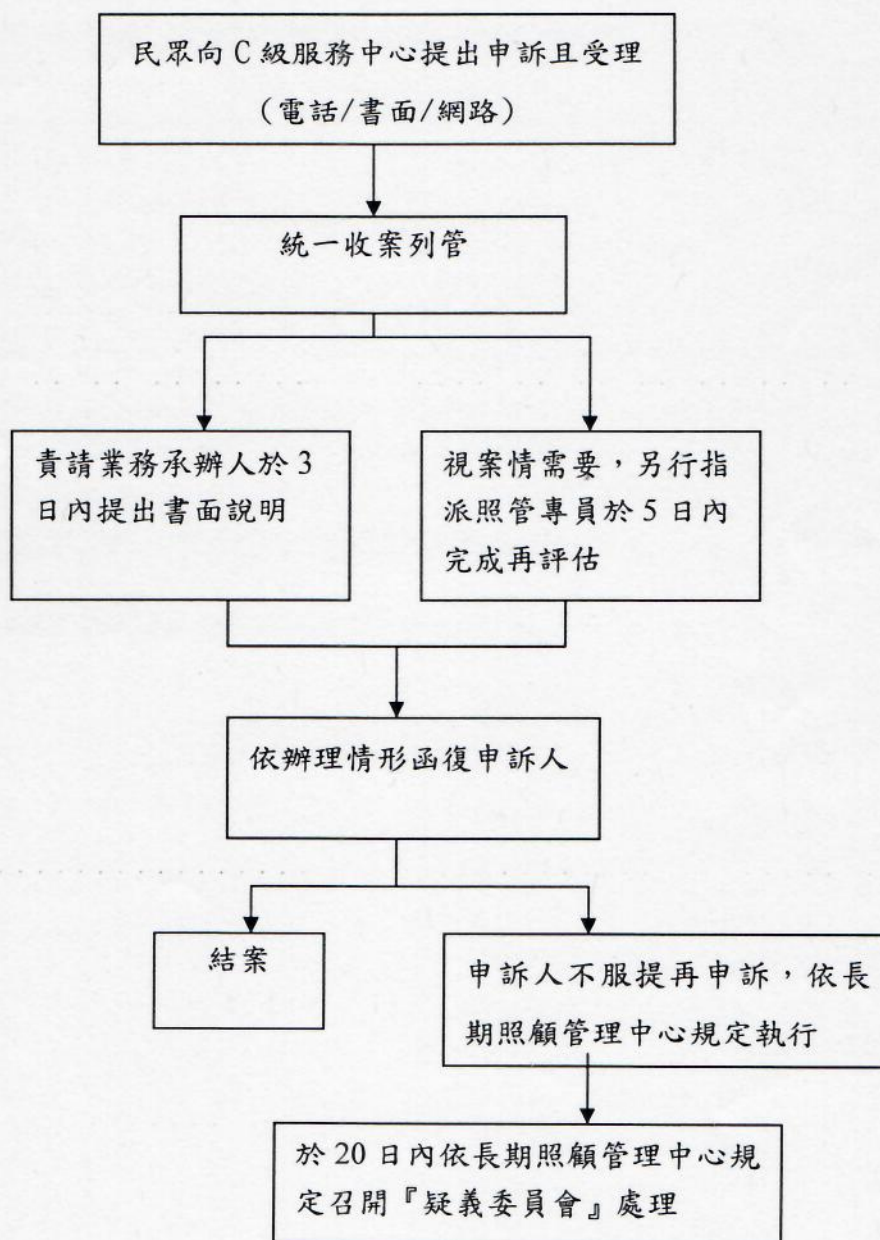 民眾向 C 級服務中心提出申訴且受理
（電話/書面/網路）
統一收案列管
責請業務承辦人於 3
日內提出書面說明
視案情需要，另行指
派照管專員於 5 日內
完成再評估
依辦理情形函復申訴人
結案
申訴人不服提再申訴，依長
期照顧管理中心規定執行
於 20 日內依長期照顧管理中心規
定召開『疑義委員會』處理